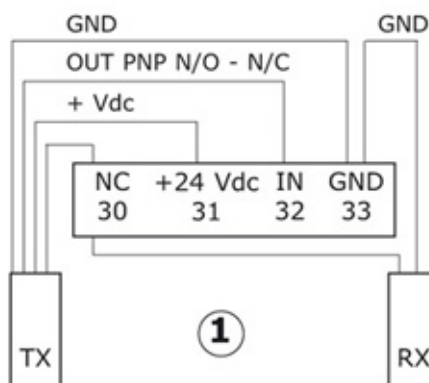 GND GND
OUT PNP N/O - N/C
+ Vdc
NC +24 Vdc IN GND
30 31 32 33
1
TX RX